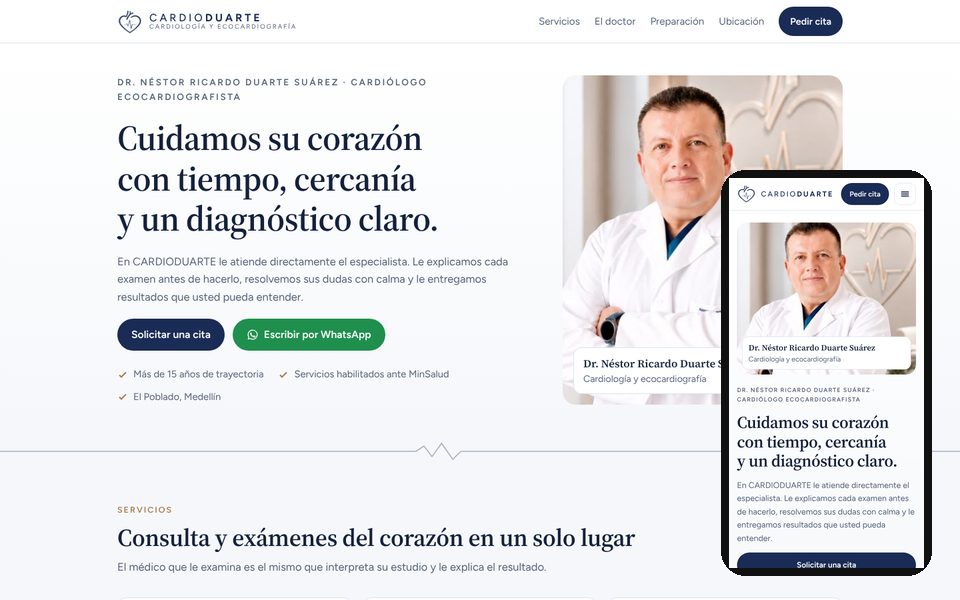 CARDIODUARTE
CARDIOLOGÍA Y ECOCARDIOGRAFÍA
Servicios
El doctor
Preparación
Ubicación
Pedir cita
DR. NÉSTOR RICARDO DUARTE SUÁREZ · CARDIÓLOGO
ECOCARDIOGRAFISTA
Cuidamos su corazón
con tiempo, cercanía
y un diagnóstico claro.
En CARDIODUARTE le atiende directamente el especialista. Le explicamos cada
examen antes de hacerlo, resolvemos sus dudas con calma y le entregamos
resultados que usted pueda entender.
Solicitar una cita
Escribir por WhatsApp
Más de 15 años de trayectoria
Servicios habilitados ante MinSalud
El Poblado, Medellín
Dr. Néstor Ricardo Duarte S
Cardiología y ecocardiografía
SERVICIOS
Consulta y exámenes del corazón en un solo lugar
El médico que le examina es el mismo que interpreta su estudio y le explica el resultado.
CARDIODUARTE
Pedir cita
Dr. Néstor Ricardo Duarte Suárez
Cardiología y ecocardiografía
DR. NÉSTOR RICARDO DUARTE SUÁREZ ·
CARDIÓLOGO ECOCARDIOGRAFISTA
Cuidamos su corazón
con tiempo, cercanía
y un diagnóstico claro.
En CARDIODUARTE le atiende directamente el
especialista. Le explicamos cada examen antes
de hacerlo, resolvemos sus dudas con calma y le
entregamos resultados que usted pueda
entender.
Solicitar una cita